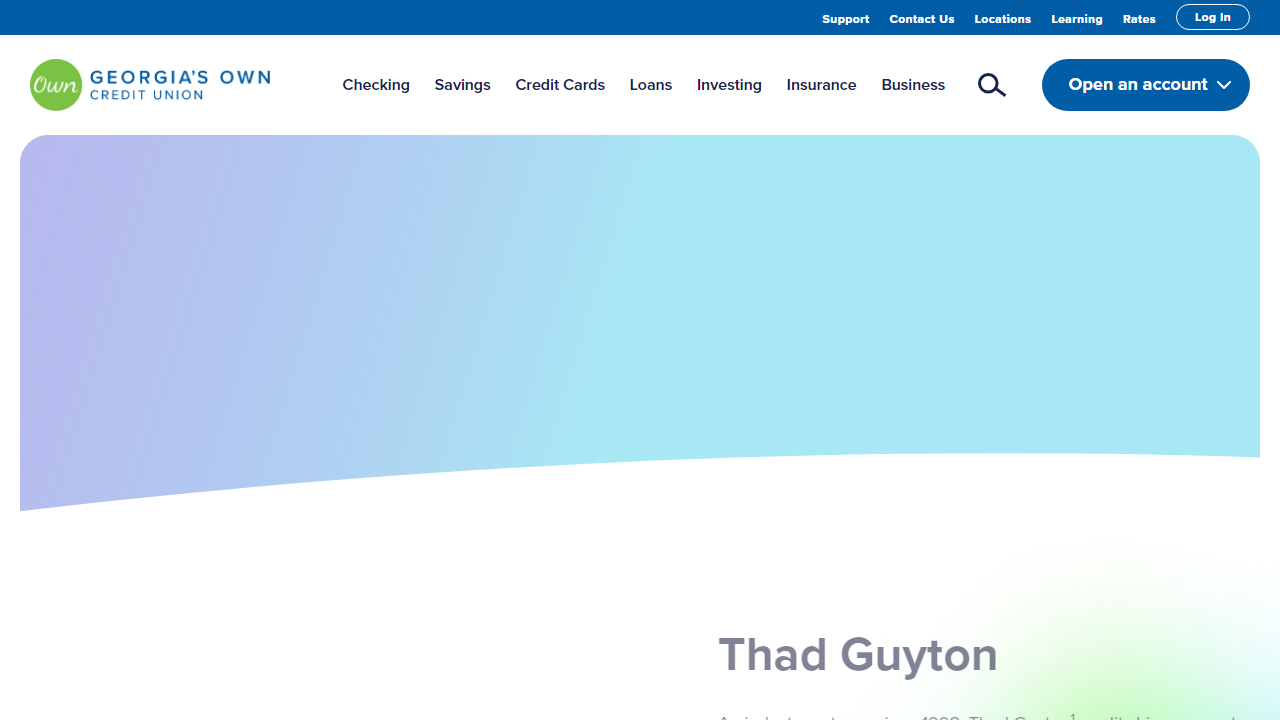 Support Contact Us Locations Learning Rates Log In
Own GEORGIA'S OWN
CREDIT UNION
Checking Savings Credit Cards Loans Investing Insurance Business Open an account
Thad Guyton